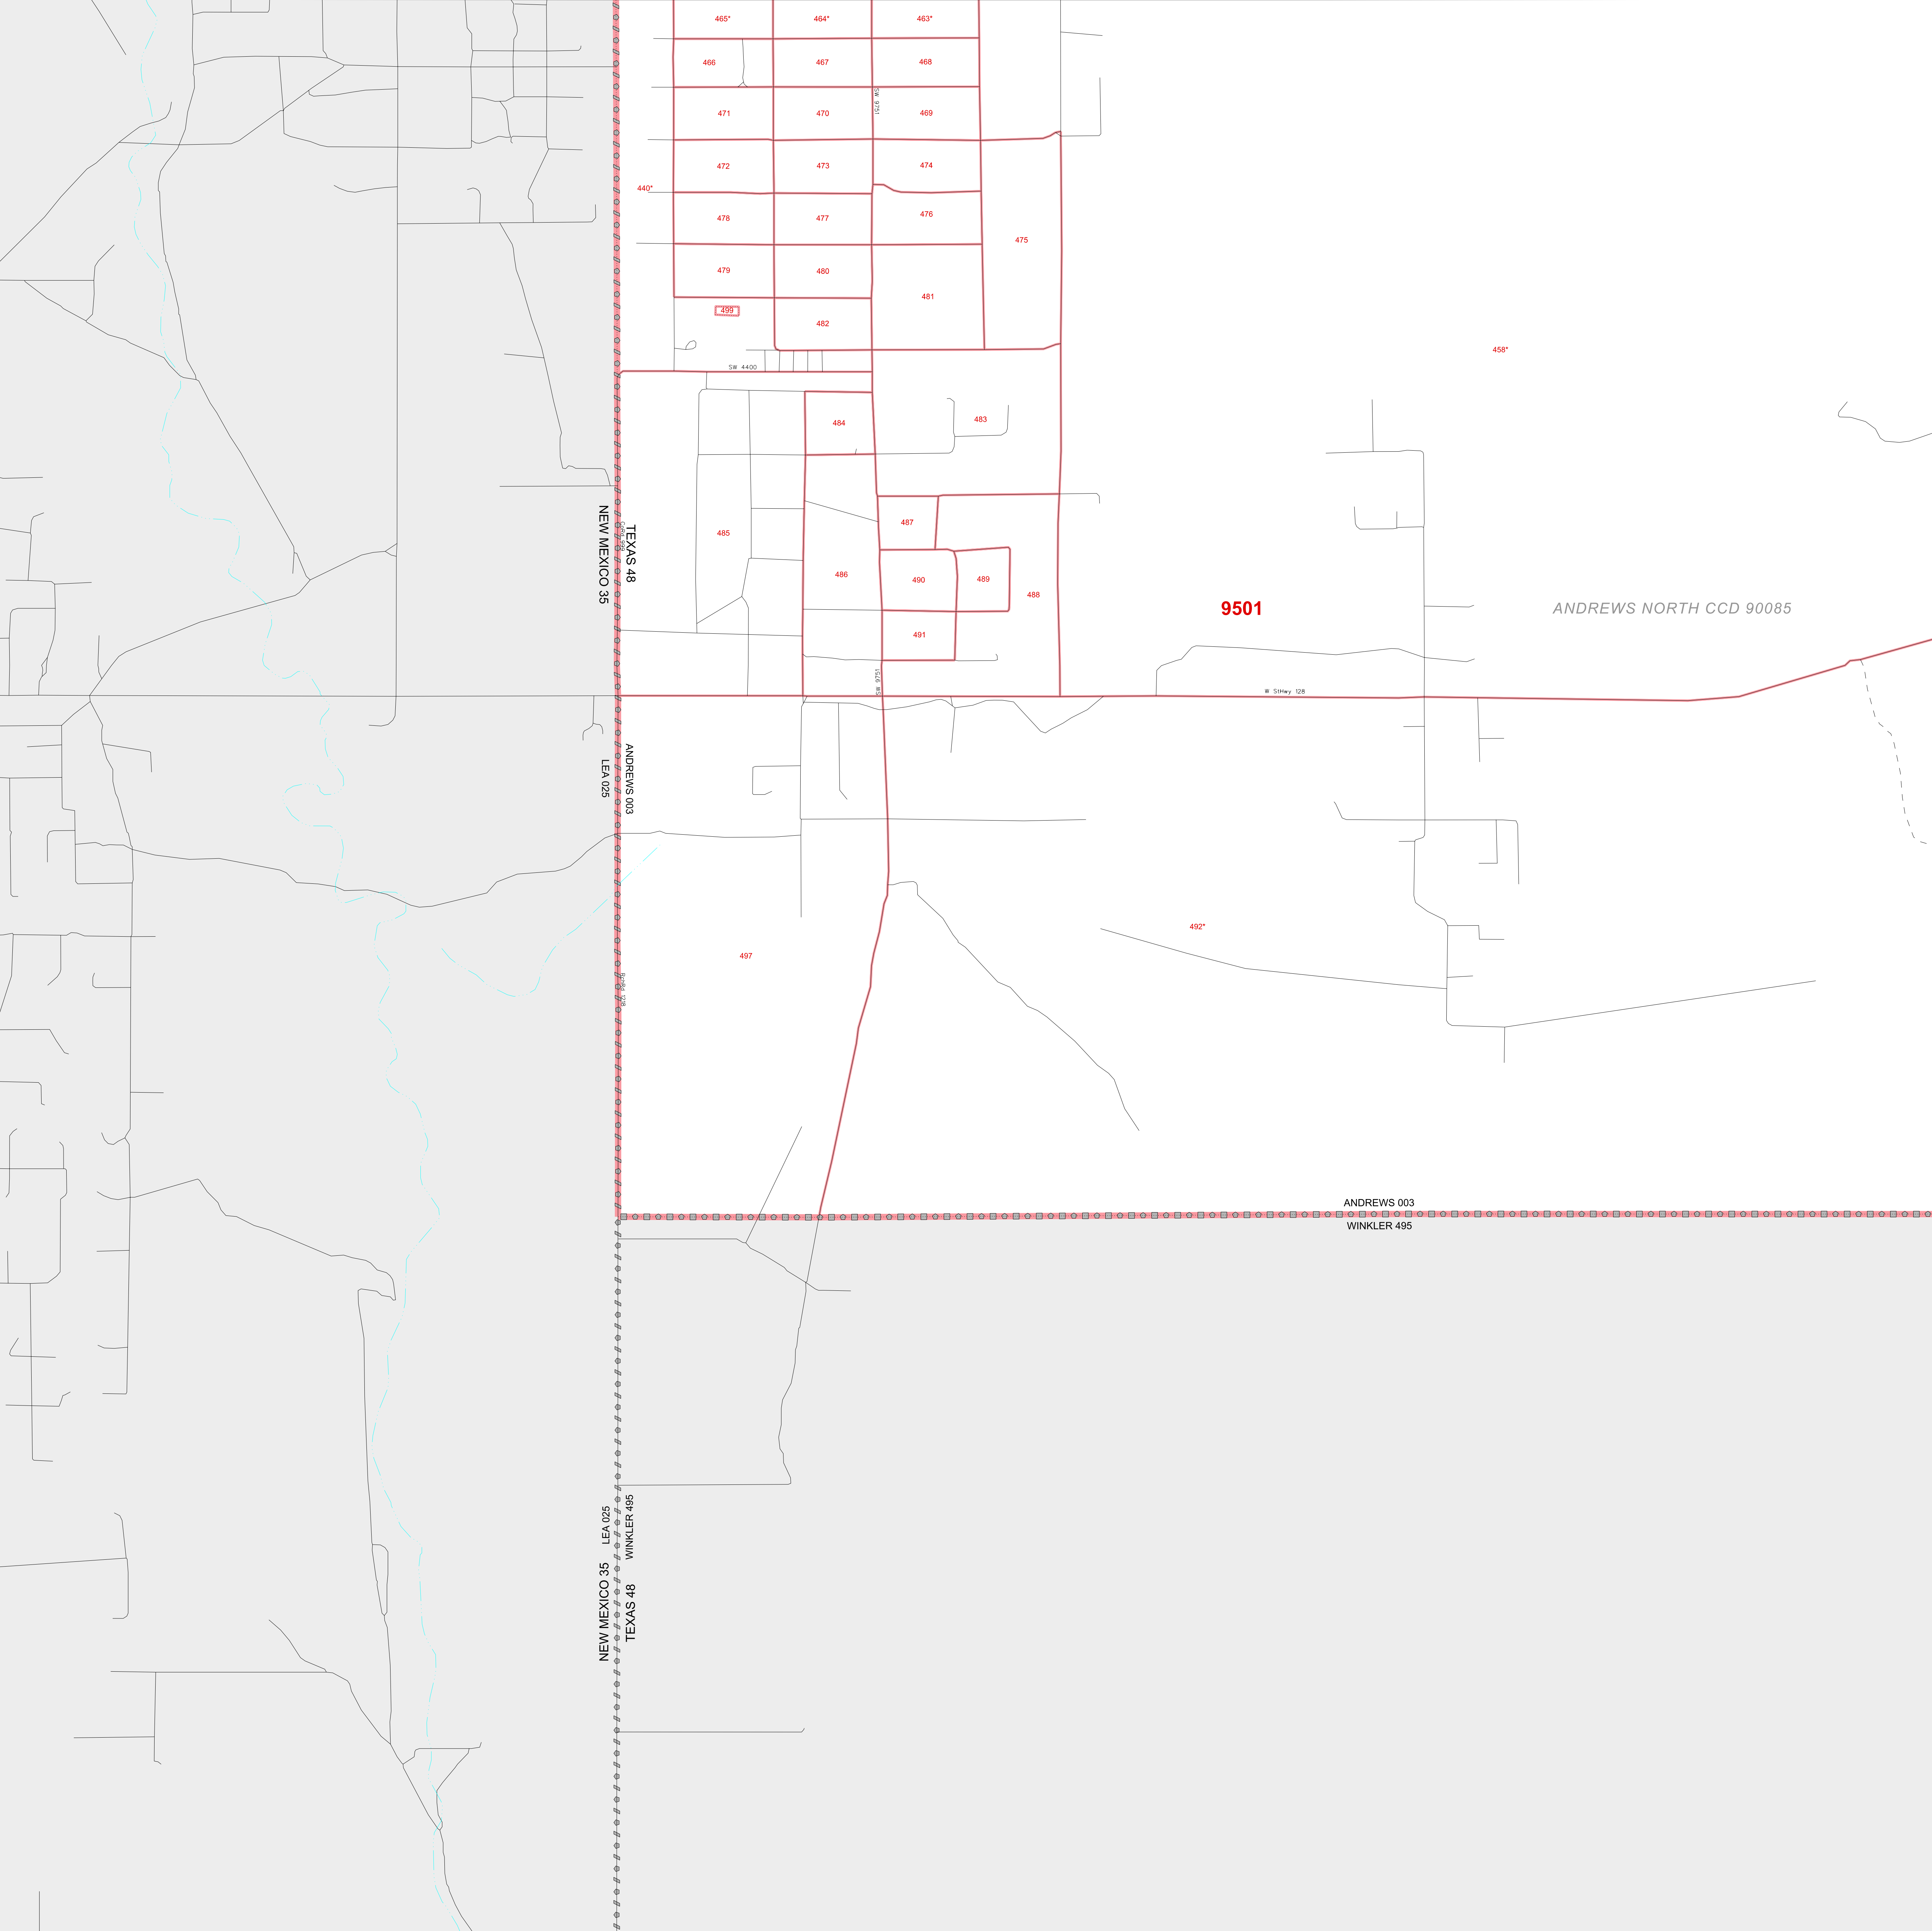 465*
464*
463*
466
467
468
SW 9751
471
470
469
472
473
474
440*
478
477
476
475
479
480
481
499
482
458*
SW 4400
484
483
NEW MEXICO 35
TEXAS 48
485
487
486
490
489
488
9501
ANDREWS NORTH CCD 90085
491
SW 9751
W StHwy 128
ANDREWS 003
LEA 025
492*
497
ANDREWS 003
WINKLER 495
LEA 025
WINKLER 495
NEW MEXICO 35
TEXAS 48